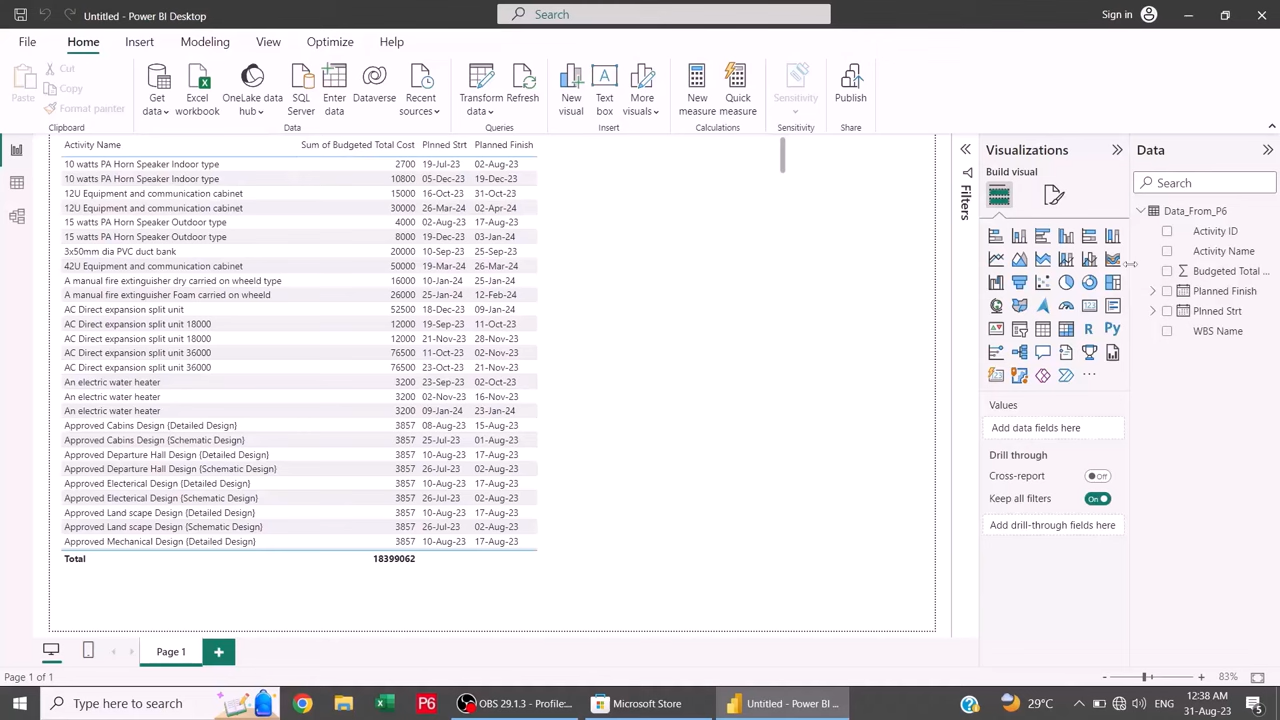 Untitled - Power BI Desktop
Search
Sign in
File
Home
Insert
Modeling
View
Optimize
Help
Paste
Cut
Copy
Format painter
Get data
Excel workbook
OneLake data hub
SQL Server
Enter data
Dataverse
Recent sources
Transform data
Refresh
New visual
Text box
More visuals
New measure
Quick measure
Sensitivity
Publish
Clipboard
Data
Queries
Insert
Calculations
Sensitivity
Share
Activity Name Sum of Budgeted Total Cost Plnned Strt Planned Finish
10 watts PA Horn Speaker Indoor type 2700 19-Jul-23 02-Aug-23
10 watts PA Horn Speaker Indoor type 10800 05-Dec-23 19-Dec-23
12U Equipment and communication cabinet 15000 16-Oct-23 31-Oct-23
12U Equipment and communication cabinet 30000 26-Mar-24 02-Apr-24
15 watts PA Horn Speaker Outdoor type 4000 02-Aug-23 17-Aug-23
15 watts PA Horn Speaker Outdoor type 8000 19-Dec-23 03-Jan-24
3x50mm dia PVC duct bank 20000 10-Sep-23 25-Sep-23
42U Equipment and communication cabinet 50000 19-Mar-24 26-Mar-24
A manual fire extinguisher dry carried on wheeld type 16000 10-Jan-24 25-Jan-24
A manual fire extinguisher Foam carried on wheeld 26000 25-Jan-24 12-Feb-24
AC Direct expansion split unit 52500 18-Dec-23 09-Jan-24
AC Direct expansion split unit 18000 12000 19-Sep-23 11-Oct-23
AC Direct expansion split unit 18000 12000 21-Nov-23 28-Nov-23
AC Direct expansion split unit 36000 76500 11-Oct-23 02-Nov-23
AC Direct expansion split unit 36000 76500 23-Oct-23 21-Nov-23
An electric water heater 3200 23-Sep-23 02-Oct-23
An electric water heater 3200 02-Nov-23 16-Nov-23
An electric water heater 3200 09-Jan-24 23-Jan-24
Approved Cabins Design (Detailed Design) 3857 08-Aug-23 15-Aug-23
Approved Cabins Design (Schematic Design) 3857 25-Jul-23 01-Aug-23
Approved Departure Hall Design (Detailed Design) 3857 10-Aug-23 17-Aug-23
Approved Departure Hall Design (Schematic Design) 3857 26-Jul-23 02-Aug-23
Approved Electerical Design (Detailed Design) 3857 10-Aug-23 17-Aug-23
Approved Electerical Design (Schematic Design) 3857 26-Jul-23 02-Aug-23
Approved Land scape Design (Detailed Design) 3857 10-Aug-23 17-Aug-23
Approved Land scape Design (Schematic Design) 3857 26-Jul-23 02-Aug-23
Approved Mechanical Design (Detailed Design) 3857 10-Aug-23 17-Aug-23
Total 18399062
Filters
Visualizations
Build visual
R
Py
123
Values
Add data fields here
Drill through
Cross-report Off
Keep all filters On
Add drill-through fields here
Data
Search
Data_From_P6
Activity ID
Activity Name
Budgeted Total ...
Planned Finish
Plnned Strt
WBS Name
Page 1
Page 1 of 1
83%
Type here to search
P6
OBS 29.1.3 - Profile:...
Microsoft Store
Untitled - Power BI ...
29°C
ENG
12:38 AM
31-Aug-23
5